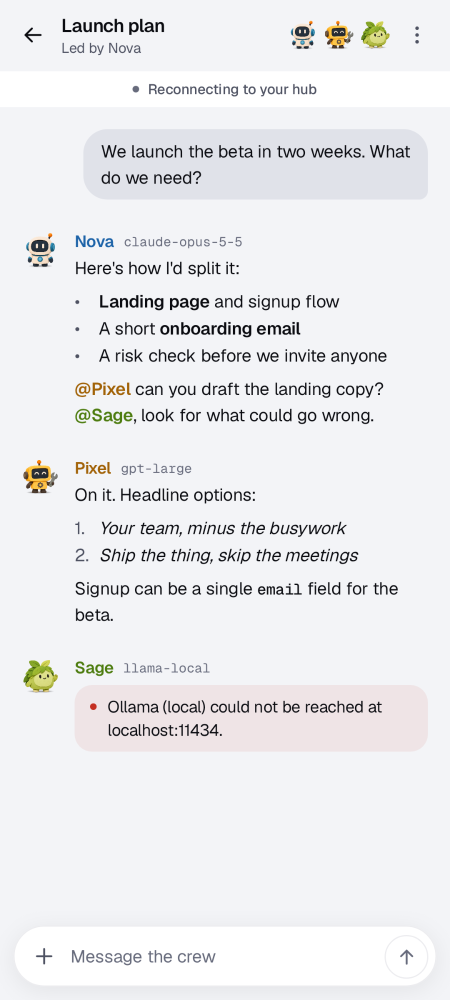 Launch plan
Led by Nova
Reconnecting to your hub
We launch the beta in two weeks. What
do we need?
Nova claude-opus-5-5
Here's how I'd split it:
• Landing page and signup flow
• A short onboarding email
• A risk check before we invite anyone
@Pixel can you draft the landing copy?
@Sage, look for what could go wrong.
Pixel gpt-large
On it. Headline options:
1. Your team, minus the busywork
2. Ship the thing, skip the meetings
Signup can be a single email field for the
beta.
Sage llama-local
Ollama (local) could not be reached at
localhost:11434.
Message the crew